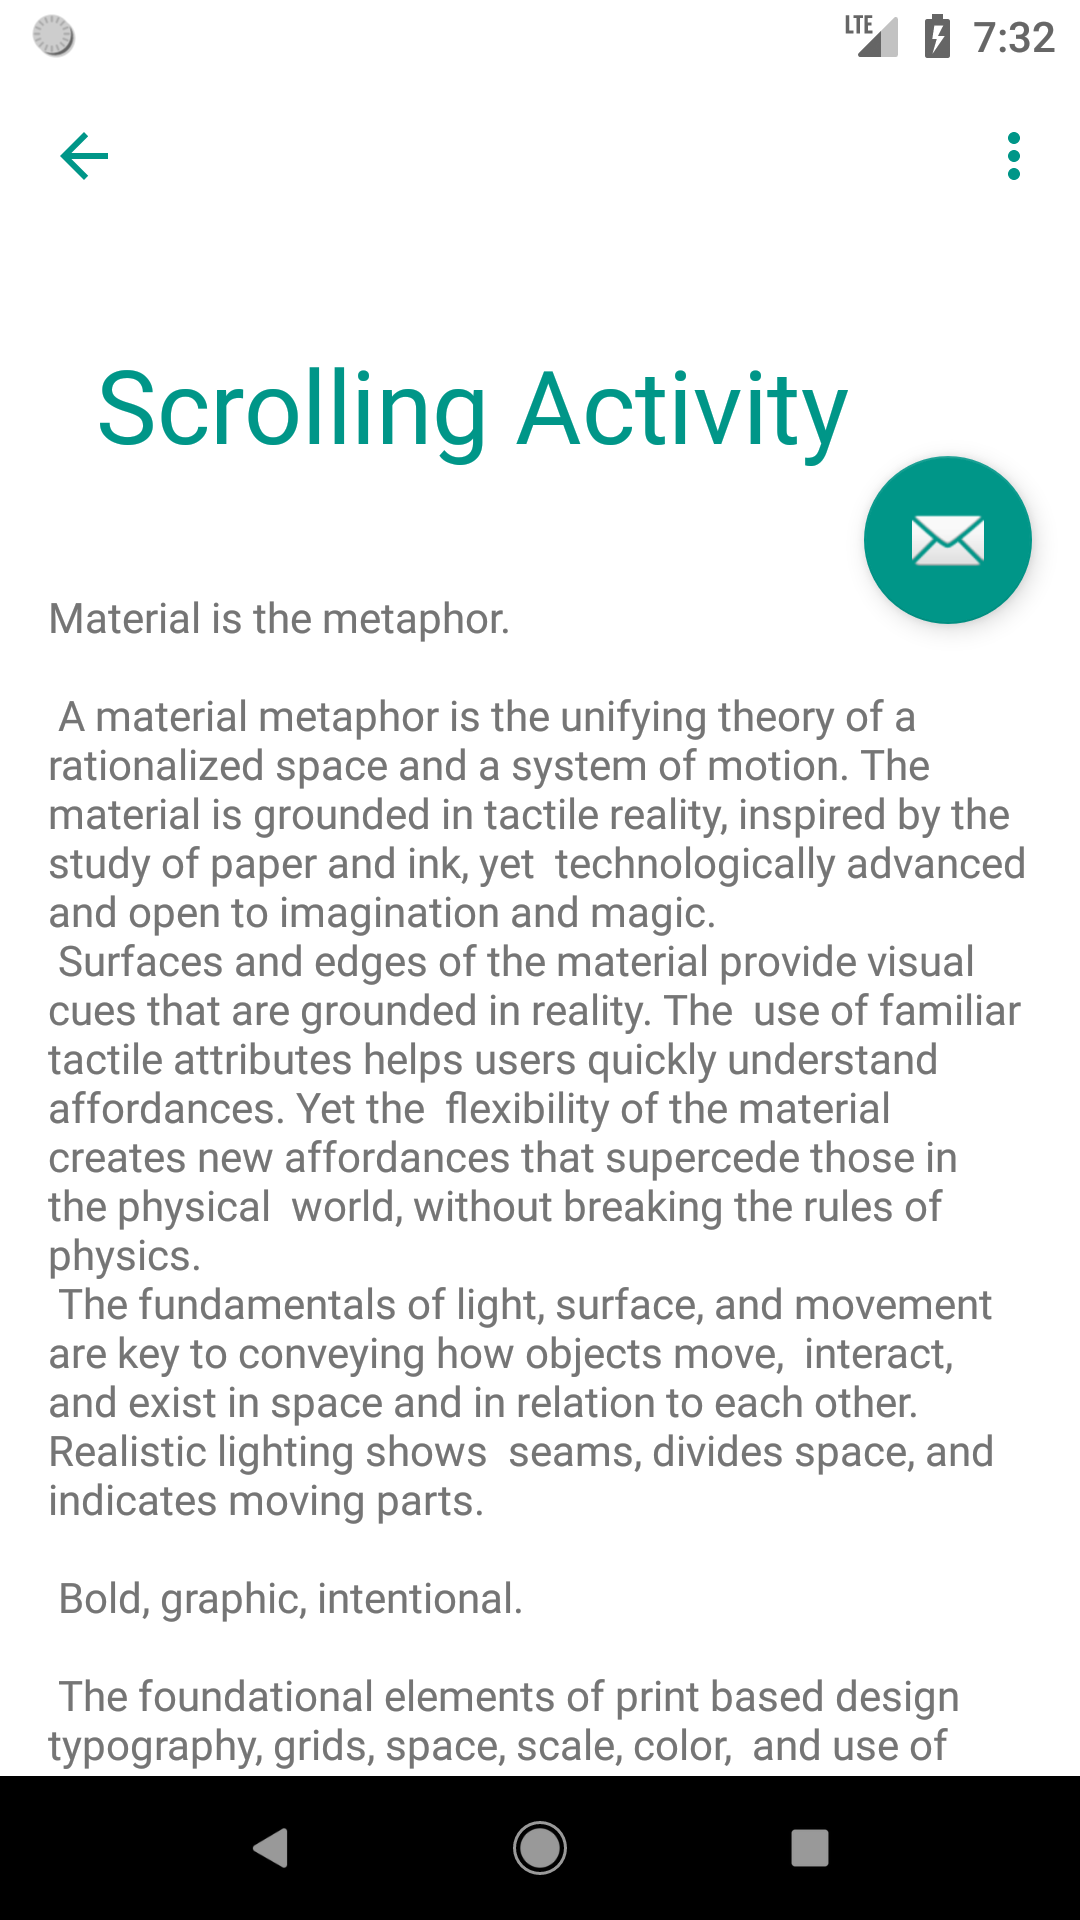 LTE 7:32
Scrolling Activity
Material is the metaphor.
A material metaphor is the unifying theory of a
rationalized space and a system of motion. The
material is grounded in tactile reality, inspired by the
study of paper and ink, yet  technologically advanced
and open to imagination and magic.
Surfaces and edges of the material provide visual
cues that are grounded in reality. The  use of familiar
tactile attributes helps users quickly understand
affordances. Yet the  flexibility of the material
creates new affordances that supercede those in
the physical  world, without breaking the rules of
physics.
The fundamentals of light, surface, and movement
are key to conveying how objects move,  interact,
and exist in space and in relation to each other.
Realistic lighting shows  seams, divides space, and
indicates moving parts.
Bold, graphic, intentional.
The foundational elements of print based design
typography, grids, space, scale, color,  and use of